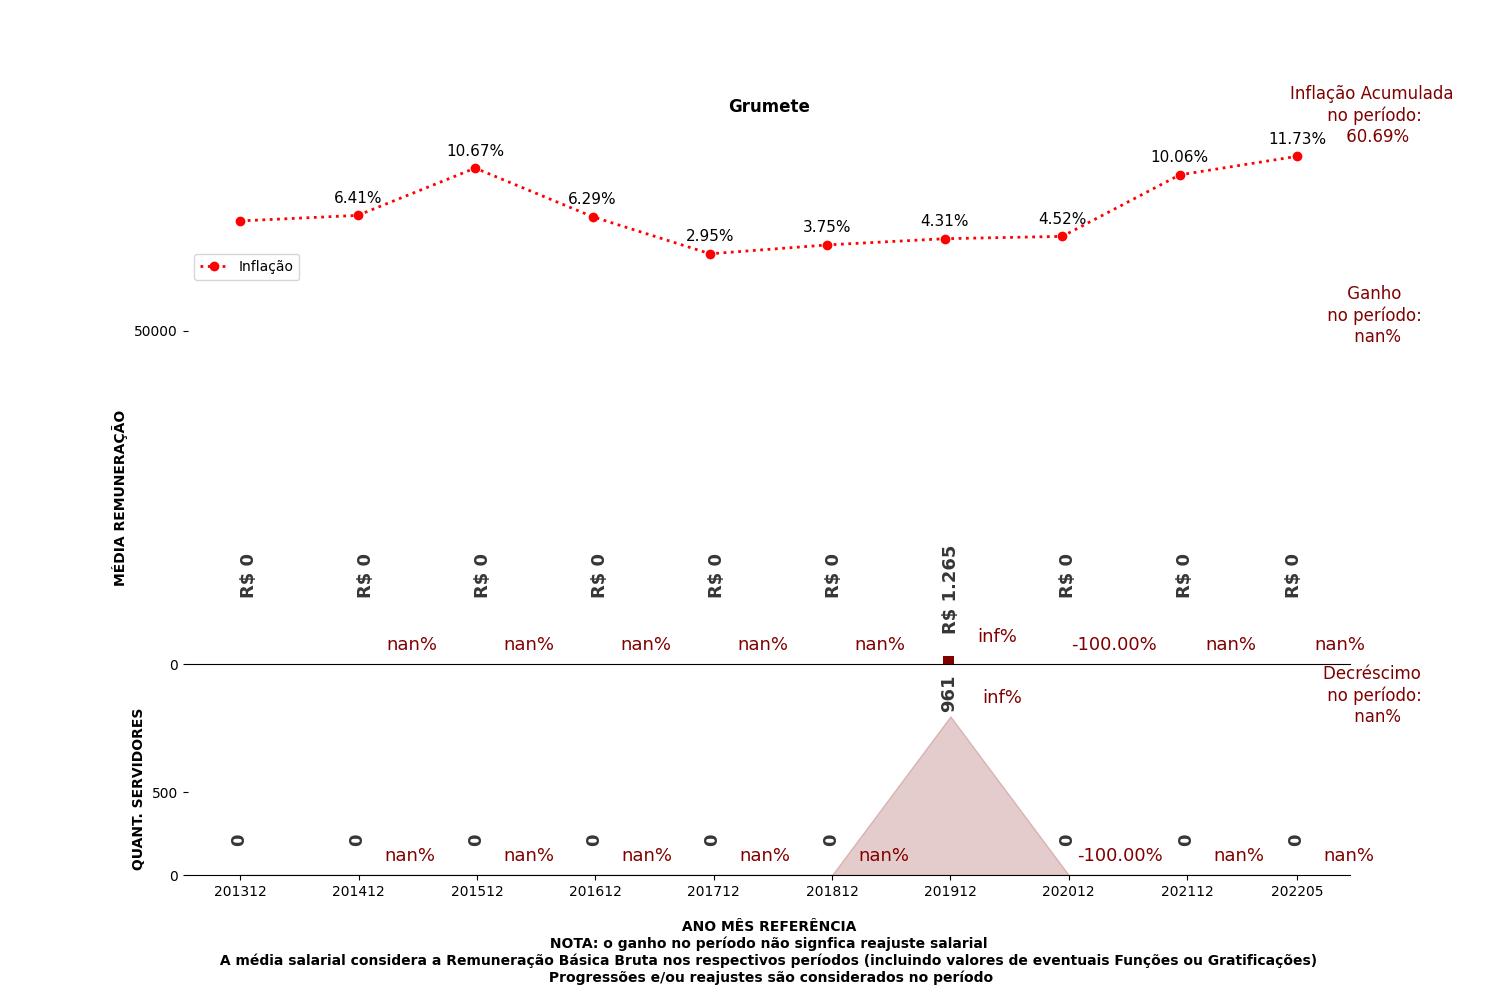 Grumete
Inflação Acumulada
no período:
60.69%
6.41%
10.67%
6.29%
2.95%
3.75%
4.31%
4.52%
10.06%
11.73%
Inflação
Ganho
no período:
nan%
50000
0
MÉDIA REMUNERAÇÃO
R$ 0
R$ 0
R$ 0
R$ 0
R$ 0
R$ 0
R$ 1.265
R$ 0
R$ 0
R$ 0
nan%
nan%
nan%
nan%
nan%
inf%
-100.00%
nan%
nan%
Decréscimo
no período:
nan%
QUANT. SERVIDORES
500
0
0
0
0
0
0
0
961
0
0
0
nan%
nan%
nan%
nan%
nan%
inf%
-100.00%
nan%
nan%
201312
201412
201512
201612
201712
201812
201912
202012
202112
202205
ANO MÊS REFERÊNCIA
NOTA: o ganho no período não signfica reajuste salarial
A média salarial considera a Remuneração Básica Bruta nos respectivos períodos (incluindo valores de eventuais Funções ou Gratificações)
Progressões e/ou reajustes são considerados no período